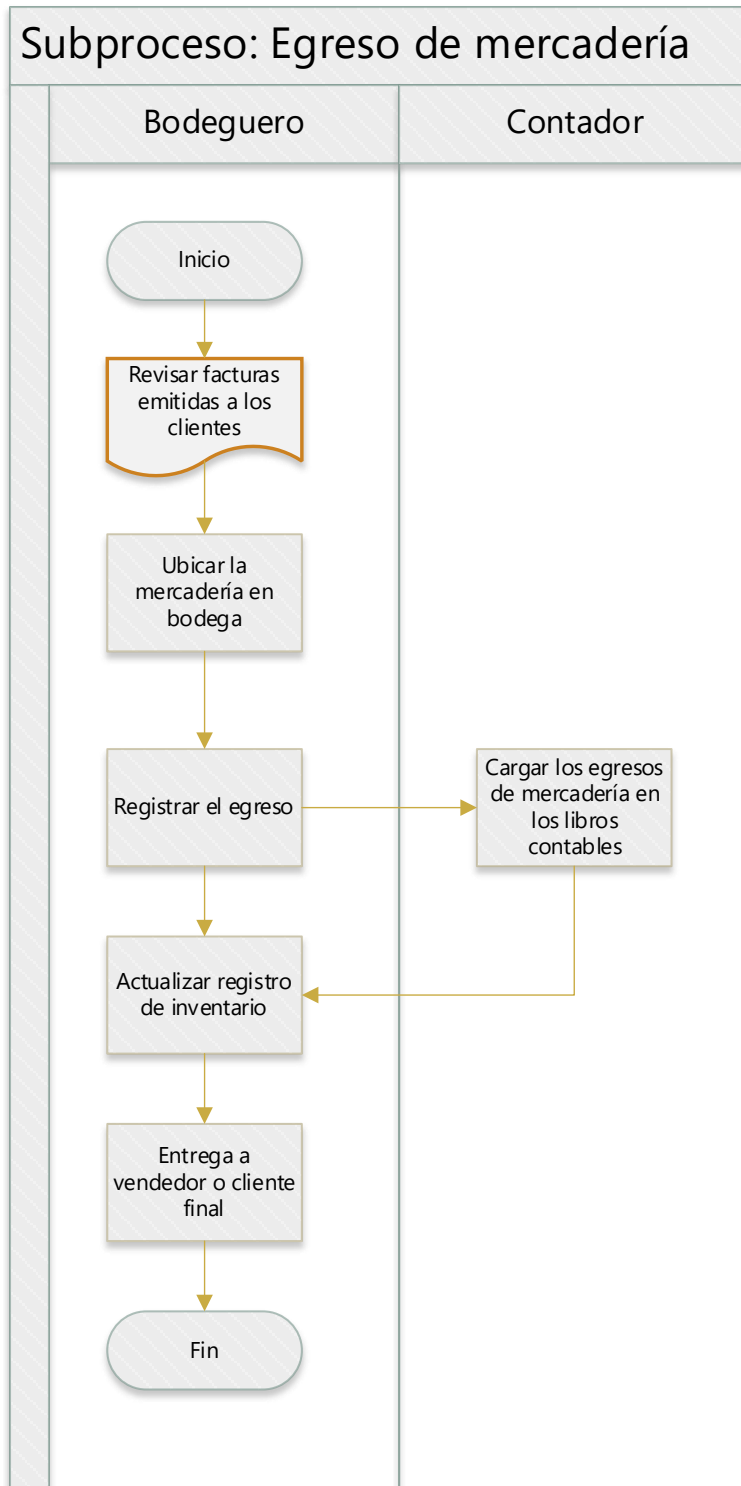 Subproceso: Egreso de mercadería
Bodeguero
Contador
Inicio
Revisar facturas
emitidas a los
clientes
Ubicar la
mercadería en
bodega
Registrar el egreso
Cargar los egresos
de mercadería en
los libros
contables
Actualizar registro
de inventario
Entrega a
vendedor o cliente
final
Fin